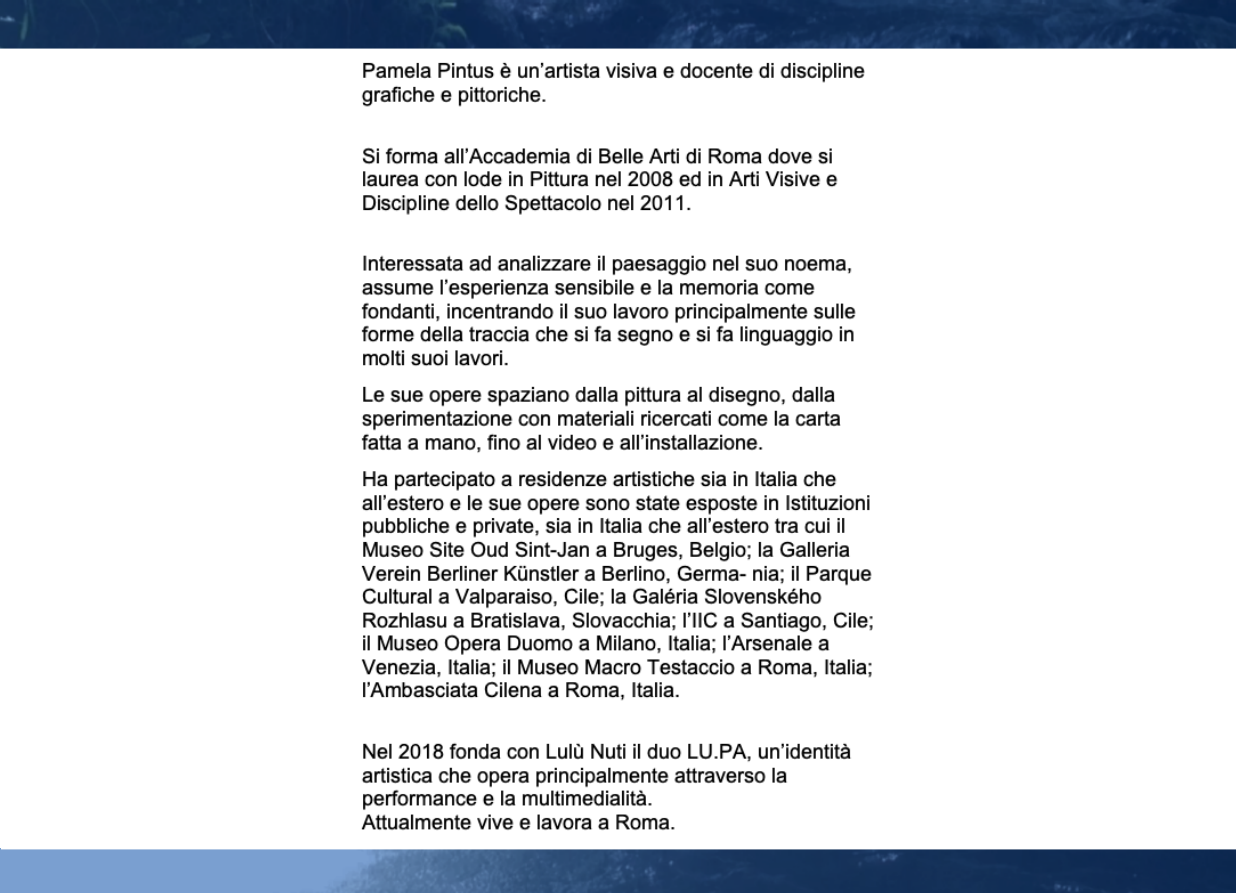 Pamela Pintus è un’artista visiva e docente di discipline
grafiche e pittoriche.
Si forma all’Accademia di Belle Arti di Roma dove si
laurea con lode in Pittura nel 2008 ed in Arti Visive e
Discipline dello Spettacolo nel 2011.
Interessata ad analizzare il paesaggio nel suo noema,
assume l’esperienza sensibile e la memoria come
fondanti, incentrando il suo lavoro principalmente sulle
forme della traccia che si fa segno e si fa linguaggio in
molti suoi lavori.
Le sue opere spaziano dalla pittura al disegno, dalla
sperimentazione con materiali ricercati come la carta
fatta a mano, fino al video e all’installazione.
Ha partecipato a residenze artistiche sia in Italia che
all’estero e le sue opere sono state esposte in Istituzioni
pubbliche e private, sia in Italia che all’estero tra cui il
Museo Site Oud Sint-Jan a Bruges, Belgio; la Galleria
Verein Berliner Künstler a Berlino, Germa- nia; il Parque
Cultural a Valparaiso, Cile; la Galéria Slovenského
Rozhlasu a Bratislava, Slovacchia; l’IIC a Santiago, Cile;
il Museo Opera Duomo a Milano, Italia; l’Arsenale a
Venezia, Italia; il Museo Macro Testaccio a Roma, Italia;
l’Ambasciata Cilena a Roma, Italia.
Nel 2018 fonda con Lulù Nuti il duo LU.PA, un’identità
artistica che opera principalmente attraverso la
performance e la multimedialità.
Attualmente vive e lavora a Roma.